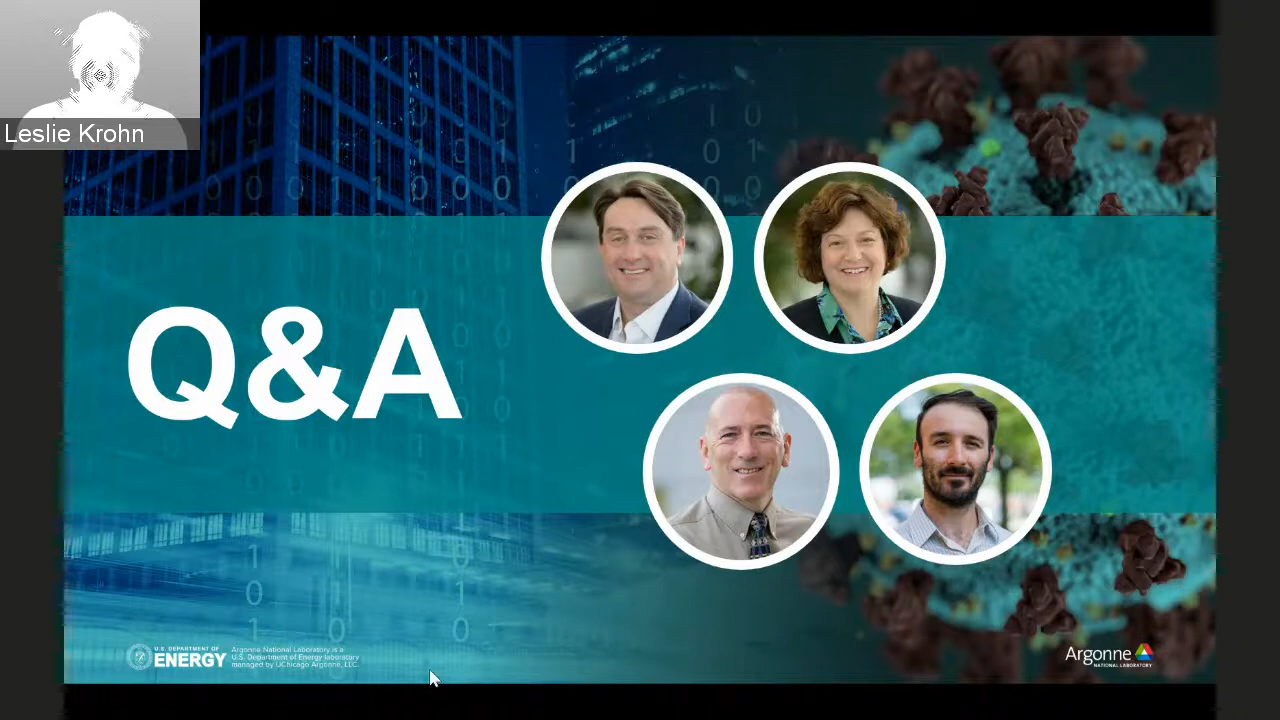 Leslie Krohn
Q&A
U.S. DEPARTMENT OF
ENERGY
Argonne National Laboratory is a
U.S. Department of Energy laboratory
managed by UChicago Argonne, LLC.
Argonne
NATIONAL LABORATORY